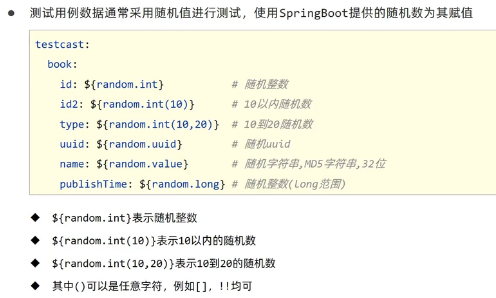 ● 测试用例数据通常采用随机值进行测试，使用SpringBoot提供的随机数为其赋值
testcast:
book:
id: ${random.int} # 随机整数
id2: ${random.int(10)} # 10以内随机数
type: ${random.int(10,20)} # 10到20随机数
uuid: ${random.uuid} # 随机uuid
name: ${random.value} # 随机字符串,MD5字符串,32位
publishTime: ${random.long} # 随机整数(long范围)
◆ ${random.int}表示随机整数
◆ ${random.int(10)}表示10以内的随机数
◆ ${random.int(10,20)}表示10到20的随机数
◆ 其中()可以是任意字符，例如[]，!!均可